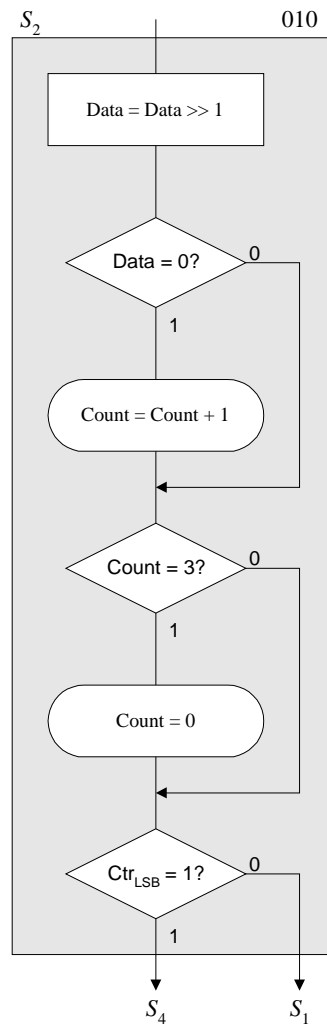 S2 010
Data = Data >> 1
Data = 0?
0
1
Count = Count + 1
Count = 3?
0
1
Count = 0
CtrLSB = 1?
0
1
S4 S1